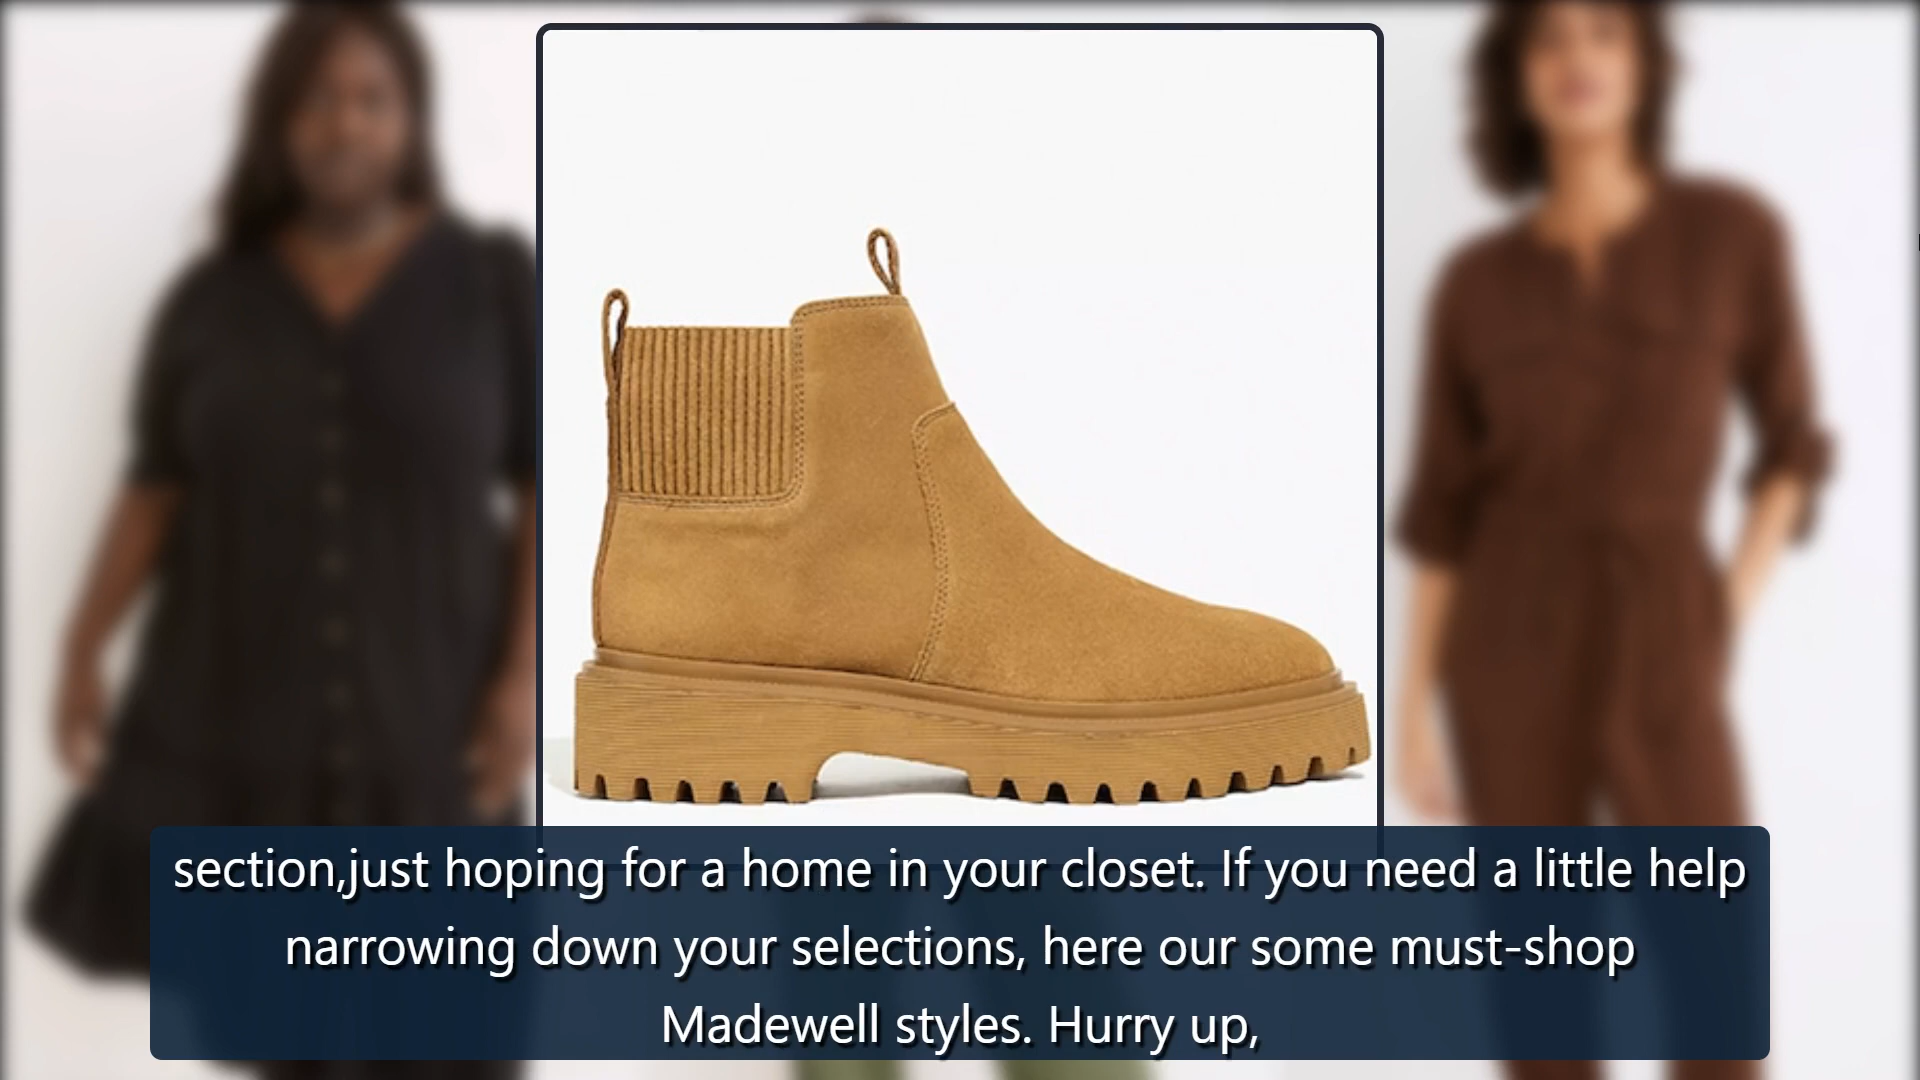 section,just hoping for a home in your closet. If you need a little help
narrowing down your selections, here our some must-shop
Madewell styles. Hurry up,